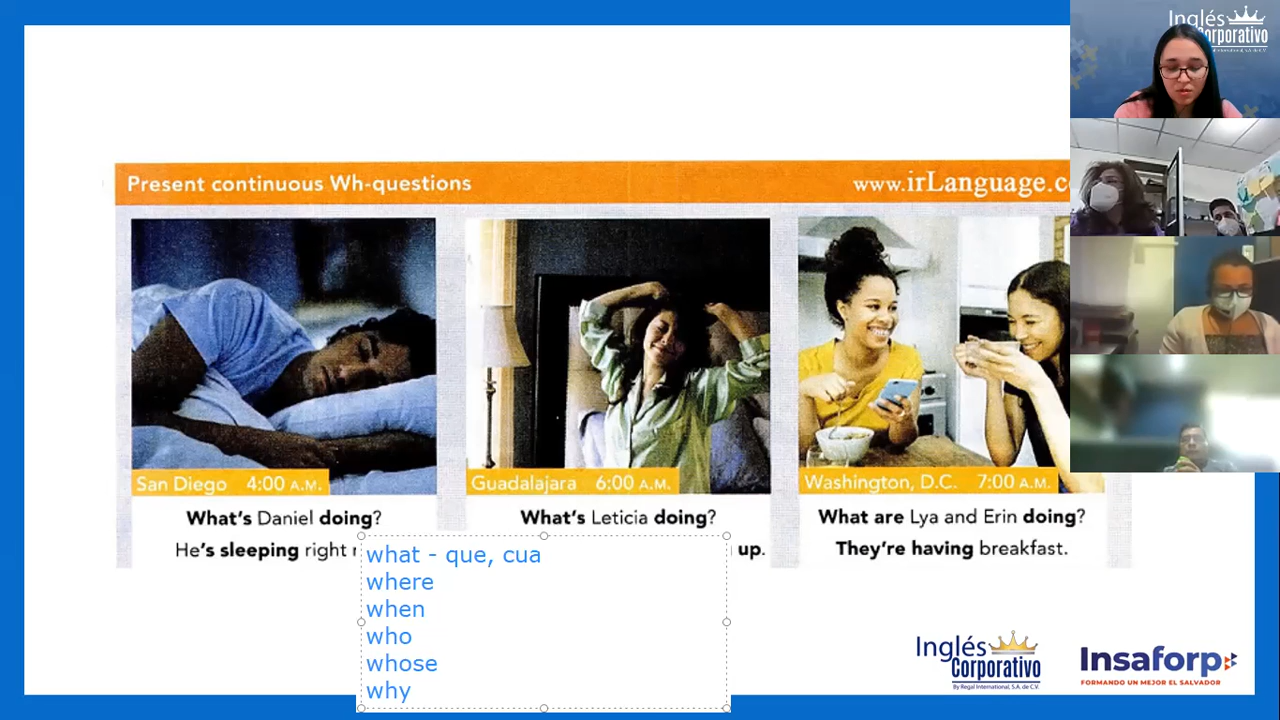 Inglés
Corporativo
Present continuous Wh-questions
www.irLanguage.c
San Diego 4:00 A.M.
Guadalajara 6:00 A.M.
Washington, D.C. 7:00 A.M.
What's Daniel doing?
He's sleeping right
What's Leticia doing?
up.
What are Lya and Erin doing?
They're having breakfast.
what - que, cua
where
when
who
whose
why
Inglés
Corporativo
By Regal International, S.A. de C.V.
Insaforp
FORMANDO UN MEJOR EL SALVADOR